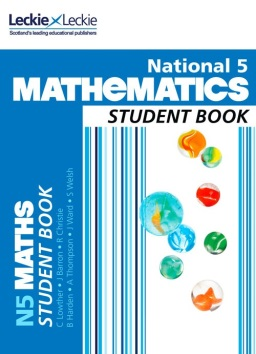 Leckie x Leckie
Scotland's leading educational publishers
National 5
MATHEMATICS
STUDENT BOOK
N5 MATHS
STUDENT BOOK
C Lowther • J Barron • R Christie
B Harden • A Thompson • J Ward • S Welsh